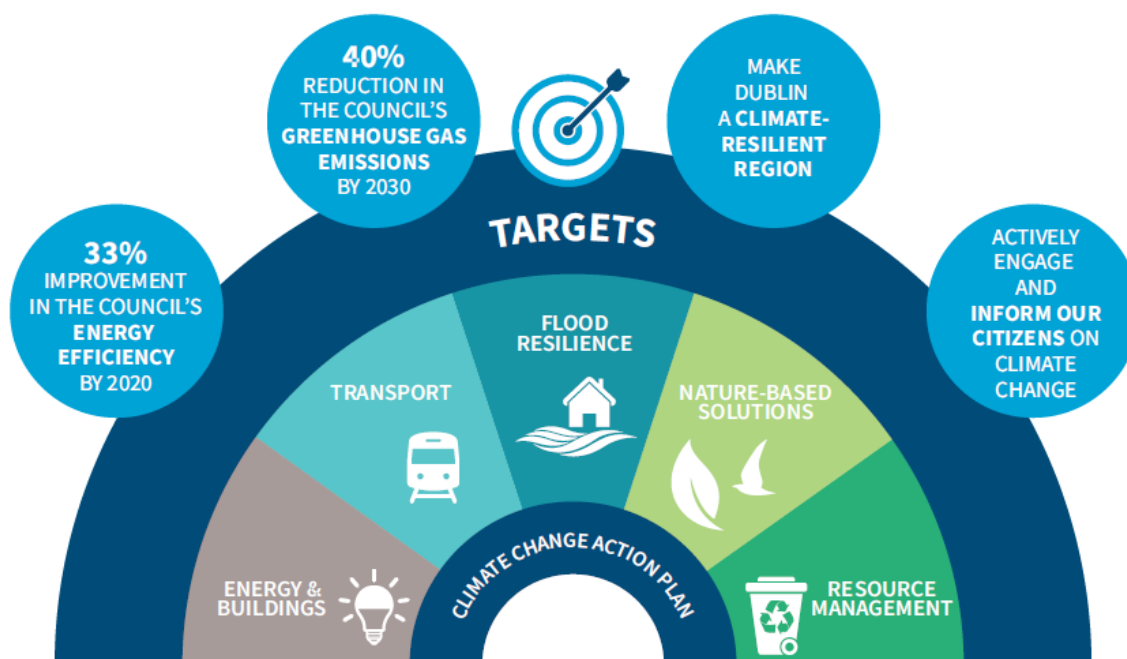 33%
IMPROVEMENT
IN THE COUNCIL'S
ENERGY
EFFICIENCY
BY 2020
40%
REDUCTION IN
THE COUNCIL'S
GREENHOUSE GAS
EMISSIONS
BY 2030
MAKE
DUBLIN
A CLIMATE-
RESILIENT
REGION
ACTIVELY
ENGAGE
AND
INFORM OUR
CITIZENS ON
CLIMATE
CHANGE
TARGETS
ENERGY &
BUILDINGS
TRANSPORT
FLOOD
RESILIENCE
NATURE-BASED
SOLUTIONS
RESOURCE
MANAGEMENT
CLIMATE CHANGE ACTION PLAN